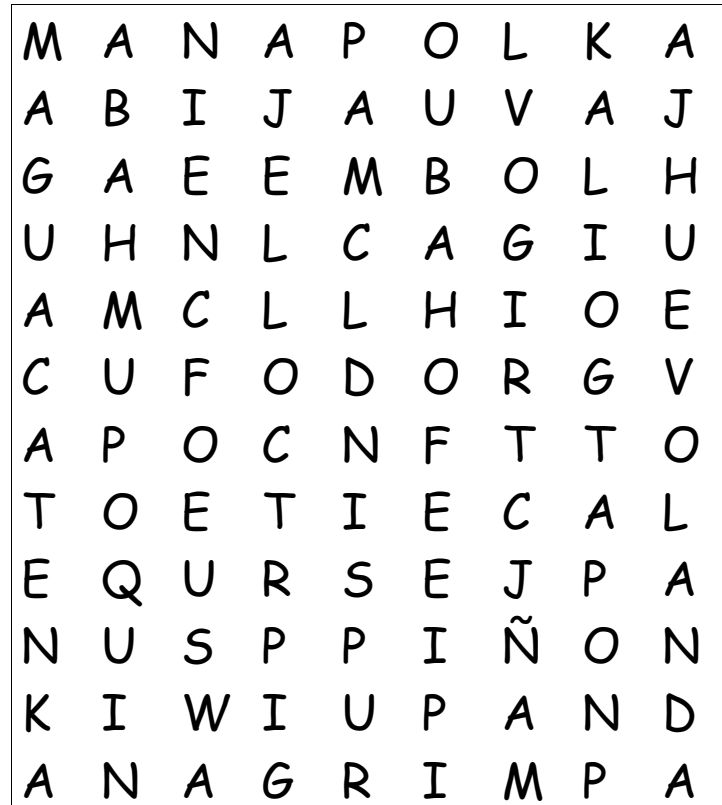 M A N A P O L K A
A B I J A U V A J
G A E E M B O L H
U H N L C A G I U
A M C L L H I O E
C U F O D O R G V
A P O C N F T T O
T O E T I E C A L
E Q U R S E J P A
N U S P P I Ñ O N
K I W I U P A N D
A N A G R I M P A